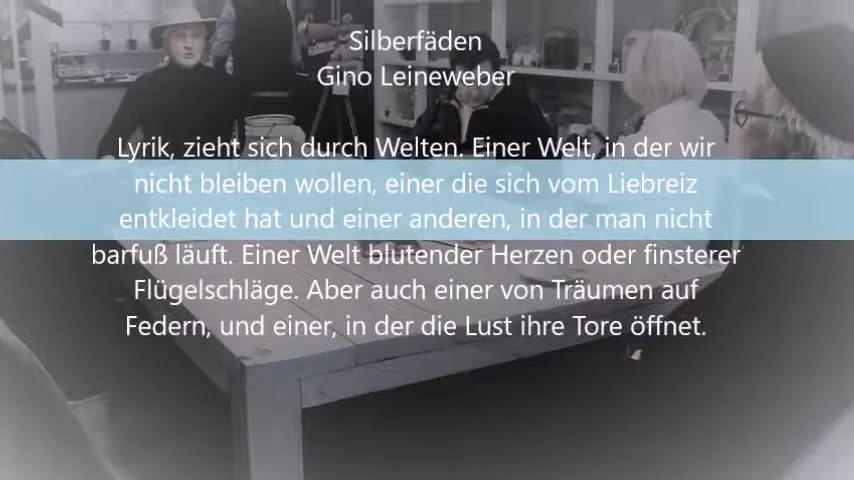 Silberfäden
Gino Leineweber
Lyrik, zieht sich durch Welten. Einer Welt, in der wir
nicht bleiben wollen, einer die sich vom Liebreiz
entkleidet hat und einer anderen, in der man nicht
barfuß läuft. Einer Welt blutender Herzen oder finsterer
Flügelschläge. Aber auch einer von Träumen auf
Federn, und einer, in der die Lust ihre Tore öffnet.